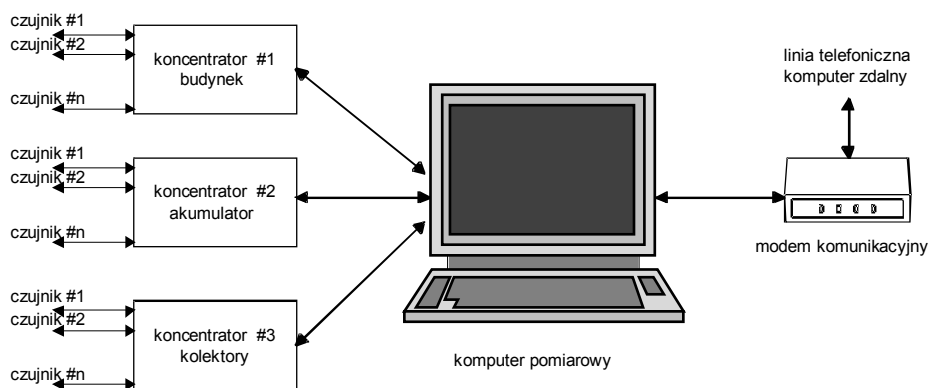 czujnik #1
czujnik #2
czujnik #n
koncentrator #1
budynek
czujnik #1
czujnik #2
czujnik #n
koncentrator #2
akumulator
czujnik #1
czujnik #2
czujnik #n
koncentrator #3
kolektory
komputer pomiarowy
linia telefoniczna
komputer zdalny
modem komunikacyjny